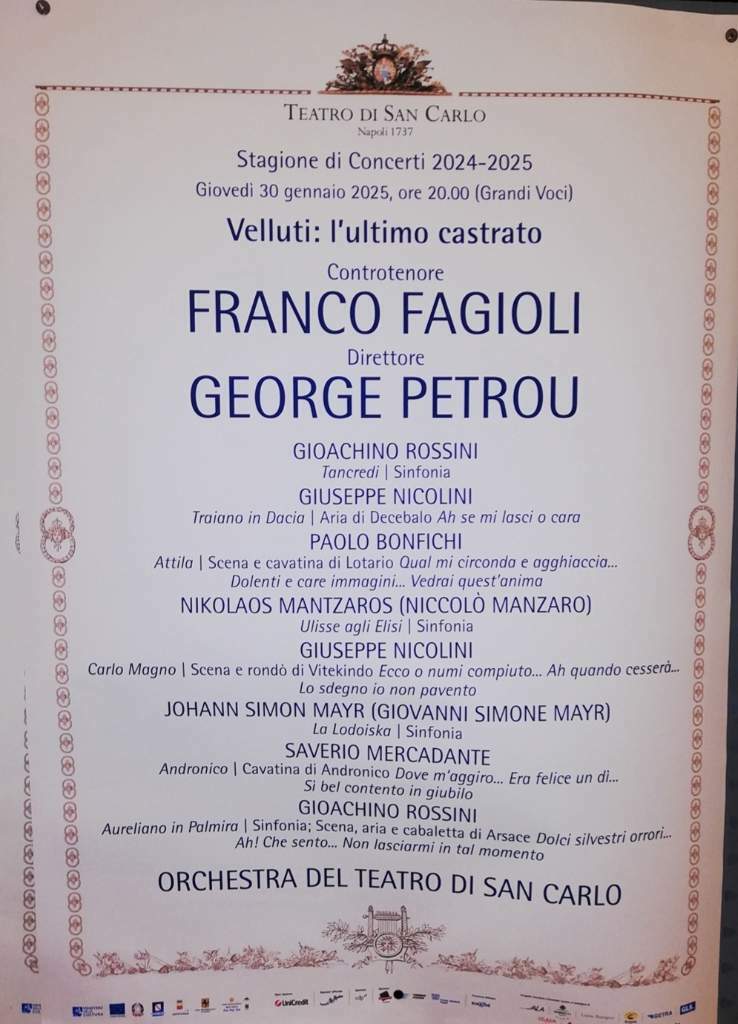 TEATRO DI SAN CARLO
Napoli 1737
Stagione di Concerti 2024-2025
Giovedì 30 gennaio 2025, ore 20.00 (Grandi Voci)
Velluti: l'ultimo castrato
Controtenore
FRANCO FAGIOLI
Direttore
GEORGE PETROU
GIOACHINO ROSSINI
Tancredi | Sinfonia
GIUSEPPE NICOLINI
Traiano in Dacia | Aria di Decebalo Ah se mi lasci o cara
PAOLO BONFICHI
Attila | Scena e cavatina di Lotario Qual mi circonda e agghiaccia...
Dolenti e care immagini... Vedrai quest'anima
NIKOLAOS MANTZAROS (NICCOLÒ MANZARO)
Ulisse agli Elisi | Sinfonia
GIUSEPPE NICOLINI
Carlo Magno | Scena e rondò di Vitekindo Ecco o numi compiuto... Ah quando cesserà...
Lo sdegno io non pavento
JOHANN SIMON MAYR (GIOVANNI SIMONE MAYR)
La Lodoiska | Sinfonia
SAVERIO MERCADANTE
Andronico | Cavatina di Andronico Dove m'aggiro... Era felice un dì...
Sì bel contento in giubilo
GIOACHINO ROSSINI
Aureliano in Palmira | Sinfonia; Scena, aria e cabaletta di Arsace Dolci silvestri orrori...
Ah! Che sento... Non lasciarmi in tal momento
ORCHESTRA DEL TEATRO DI SAN CARLO
UniCredit GETRA GLS